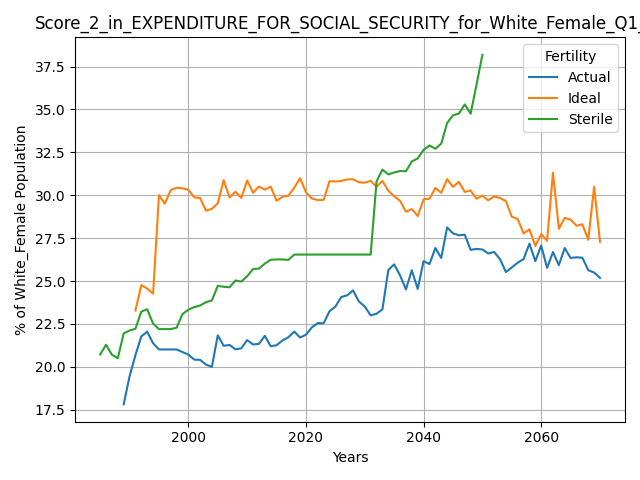 Score_2_in_EXPENDITURE_FOR_SOCIAL_SECURITY_for_White_Female_Q1_
Fertility
Actual
Ideal
Sterile
37.5
35.0
32.5
30.0
27.5
25.0
22.5
20.0
17.5
% of White_Female Population
2000 2020 2040 2060
Years